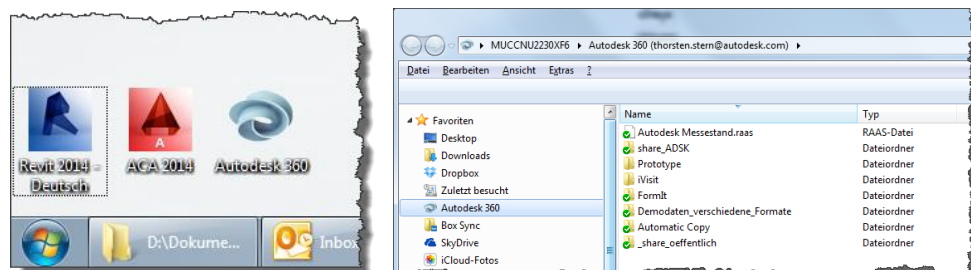 Revit 2014 -
Deutsch
ACA 2014
Autodesk 360
D:\Dokume...
Inbox
MUCCNU2230XF6 Autodesk 360 (thorsten.stern@autodesk.com)
Datei Bearbeiten Ansicht Extras ?
Favoriten
Desktop
Downloads
Dropbox
Zuletzt besucht
Autodesk 360
Box Sync
SkyDrive
iCloud-Fotos
Name Typ
Autodesk Messestand.raas RAAS-Datei
share_ADSK Dateiordner
Prototype Dateiordner
iVisit Dateiordner
FormIt Dateiordner
Demodaten_verschiedene_Formate Dateiordner
Automatic Copy Dateiordner
_share_oeffentlich Dateiordner